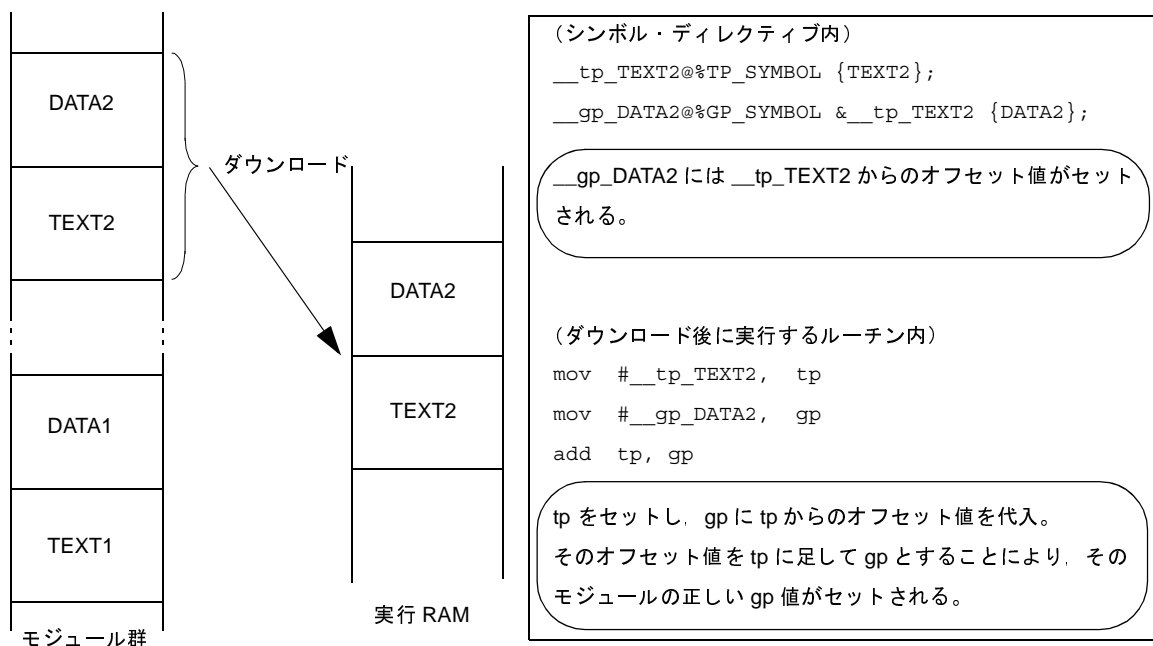 DATA2
TEXT2
DATA1
TEXT1
モジュール群
ダウンロード
DATA2
TEXT2
実行 RAM
（シンボル・ディレクティブ内）
__tp_TEXT2@%TP_SYMBOL {TEXT2};
__gp_DATA2@%GP_SYMBOL &__tp_TEXT2 {DATA2};
__gp_DATA2 には __tp_TEXT2 からのオフセット値がセット
される。
（ダウンロード後に実行するルーチン内）
mov #__tp_TEXT2, tp
mov #__gp_DATA2, gp
add tp, gp
tp をセットし，gp に tp からのオフセット値を代入。
そのオフセット値を tp に足して gp とすることにより，その
モジュールの正しい gp 値がセットされる。